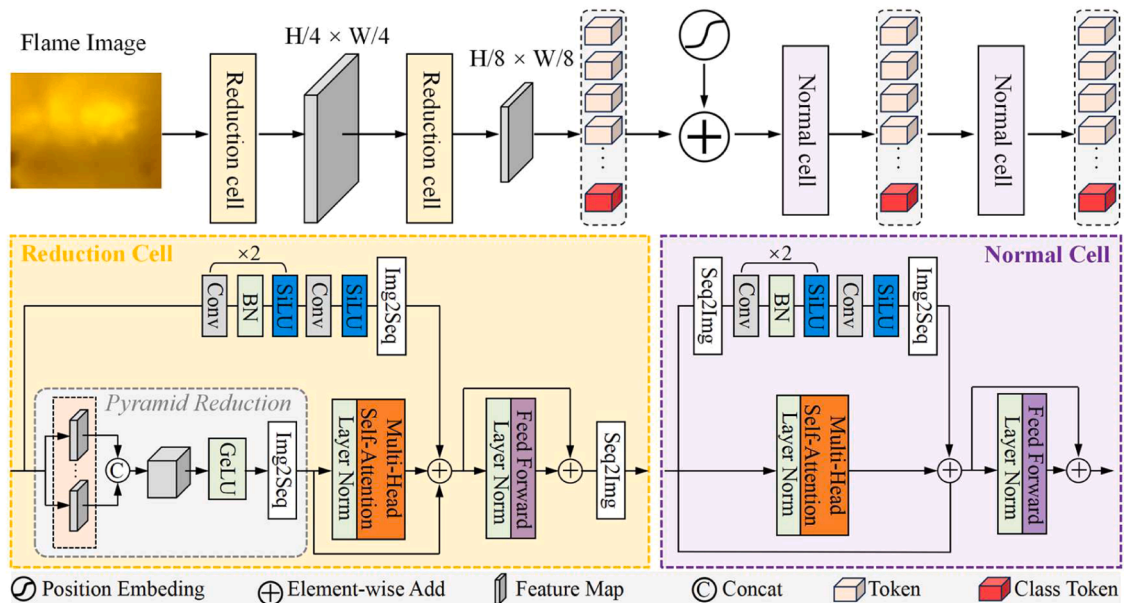 Flame Image
H/4 × W/4
H/8 × W/8
Reduction cell
Reduction cell
Normal cell
Normal cell
Reduction Cell
×2
Conv
BN
SiLU
Conv
SiLU
Img2Seq
Pyramid Reduction
C
GeLU
Img2Seq
Layer Norm
Multi-Head
Self-Attention
Layer Norm
Feed Forward
Seq2Img
Normal Cell
×2
Seq2Img
Conv
BN
SiLU
Conv
SiLU
Img2Seq
Layer Norm
Multi-Head
Self-Attention
Layer Norm
Feed Forward
Position Embeding
Element-wise Add
Feature Map
C Concat
Token
Class Token